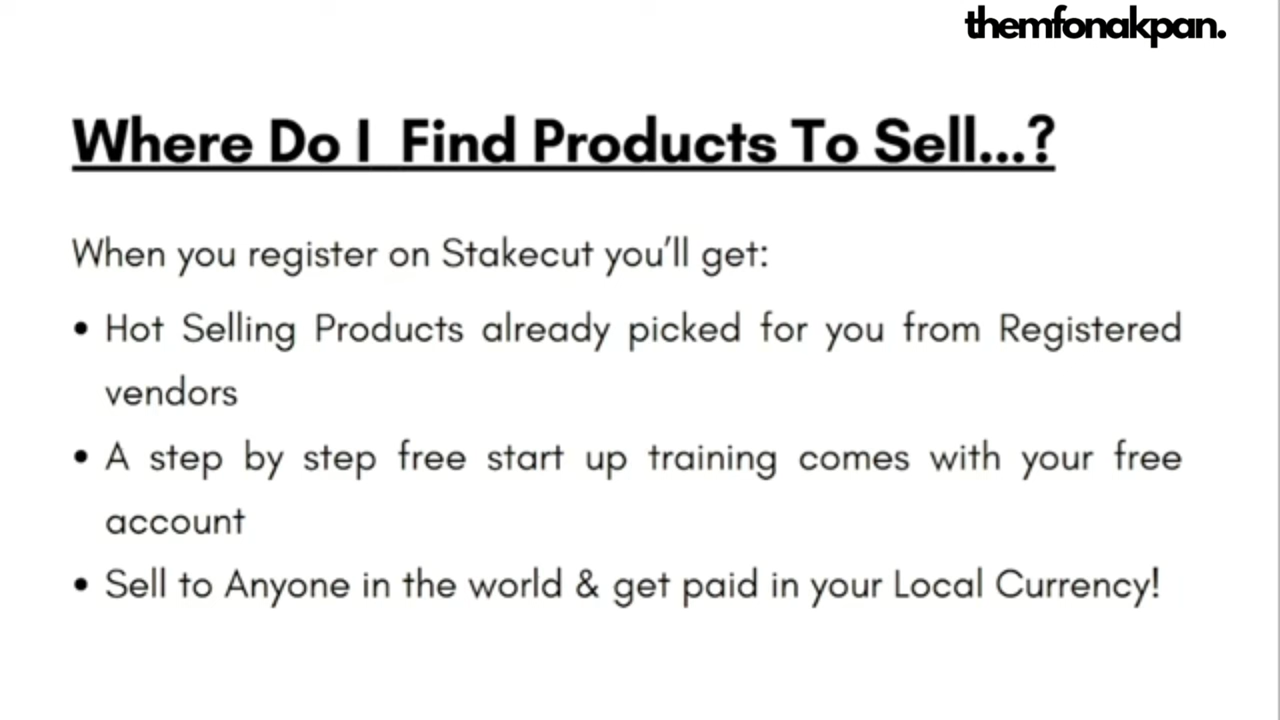 themfonakpan.
Where Do I Find Products To Sell...?
When you register on Stakecut you'll get:
• Hot Selling Products already picked for you from Registered
vendors
• A step by step free start up training comes with your free
account
• Sell to Anyone in the world & get paid in your Local Currency!